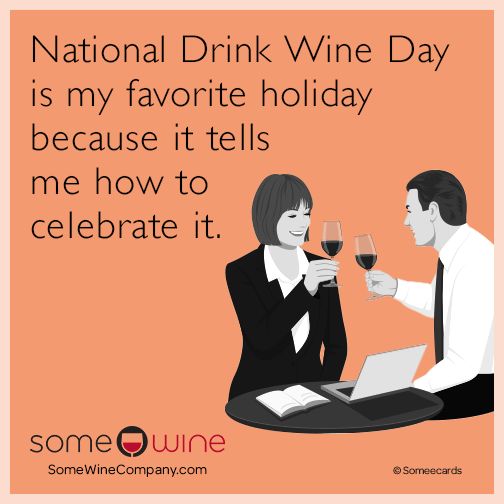 National Drink Wine Day
is my favorite holiday
because it tells
me how to
celebrate it.
some wine
SomeWineCompany.com
© Someecards